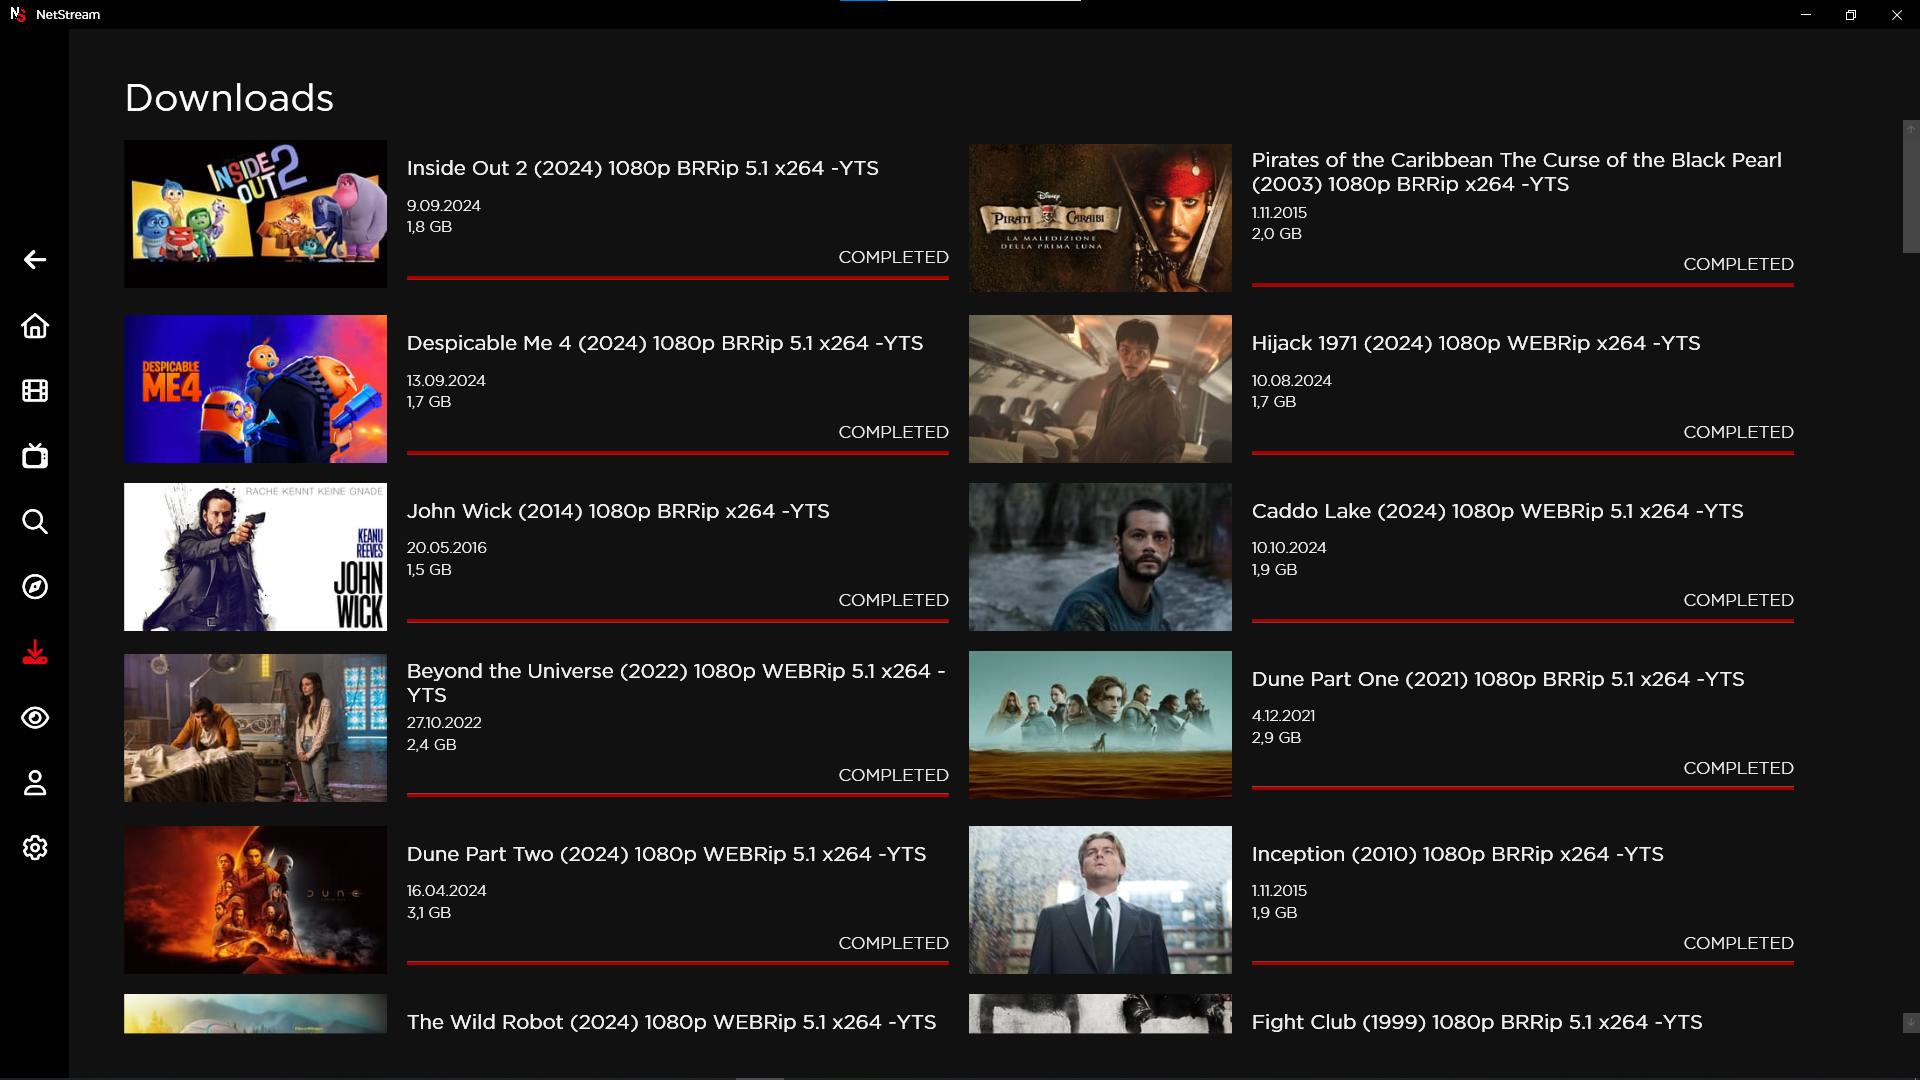 NetStream
Downloads
INSIDE
OUT 2
Inside Out 2 (2024) 1080p BRRip 5.1 x264 -YTS
9.09.2024
1,8 GB
COMPLETED
Disney
PIRATI CARAIBI
LA MALEDIZIONE
DELLA PRIMA LUNA
Pirates of the Caribbean The Curse of the Black Pearl
(2003) 1080p BRRip x264 -YTS
1.11.2015
2,0 GB
COMPLETED
DESPICABLE
ME4
Despicable Me 4 (2024) 1080p BRRip 5.1 x264 -YTS
13.09.2024
1,7 GB
COMPLETED
Hijack 1971 (2024) 1080p WEBRip x264 -YTS
10.08.2024
1,7 GB
COMPLETED
RACHE KENNT KEINE GNADE
KEANU
REEVES
JOHN
WICK
John Wick (2014) 1080p BRRip x264 -YTS
20.05.2016
1,5 GB
COMPLETED
Caddo Lake (2024) 1080p WEBRip 5.1 x264 -YTS
10.10.2024
1,9 GB
COMPLETED
Beyond the Universe (2022) 1080p WEBRip 5.1 x264 -
YTS
27.10.2022
2,4 GB
COMPLETED
Dune Part One (2021) 1080p BRRip 5.1 x264 -YTS
4.12.2021
2,9 GB
COMPLETED
DUNE
Dune Part Two (2024) 1080p WEBRip 5.1 x264 -YTS
16.04.2024
3,1 GB
COMPLETED
Inception (2010) 1080p BRRip x264 -YTS
1.11.2015
1,9 GB
COMPLETED
The Wild Robot (2024) 1080p WEBRip 5.1 x264 -YTS
Fight Club (1999) 1080p BRRip 5.1 x264 -YTS